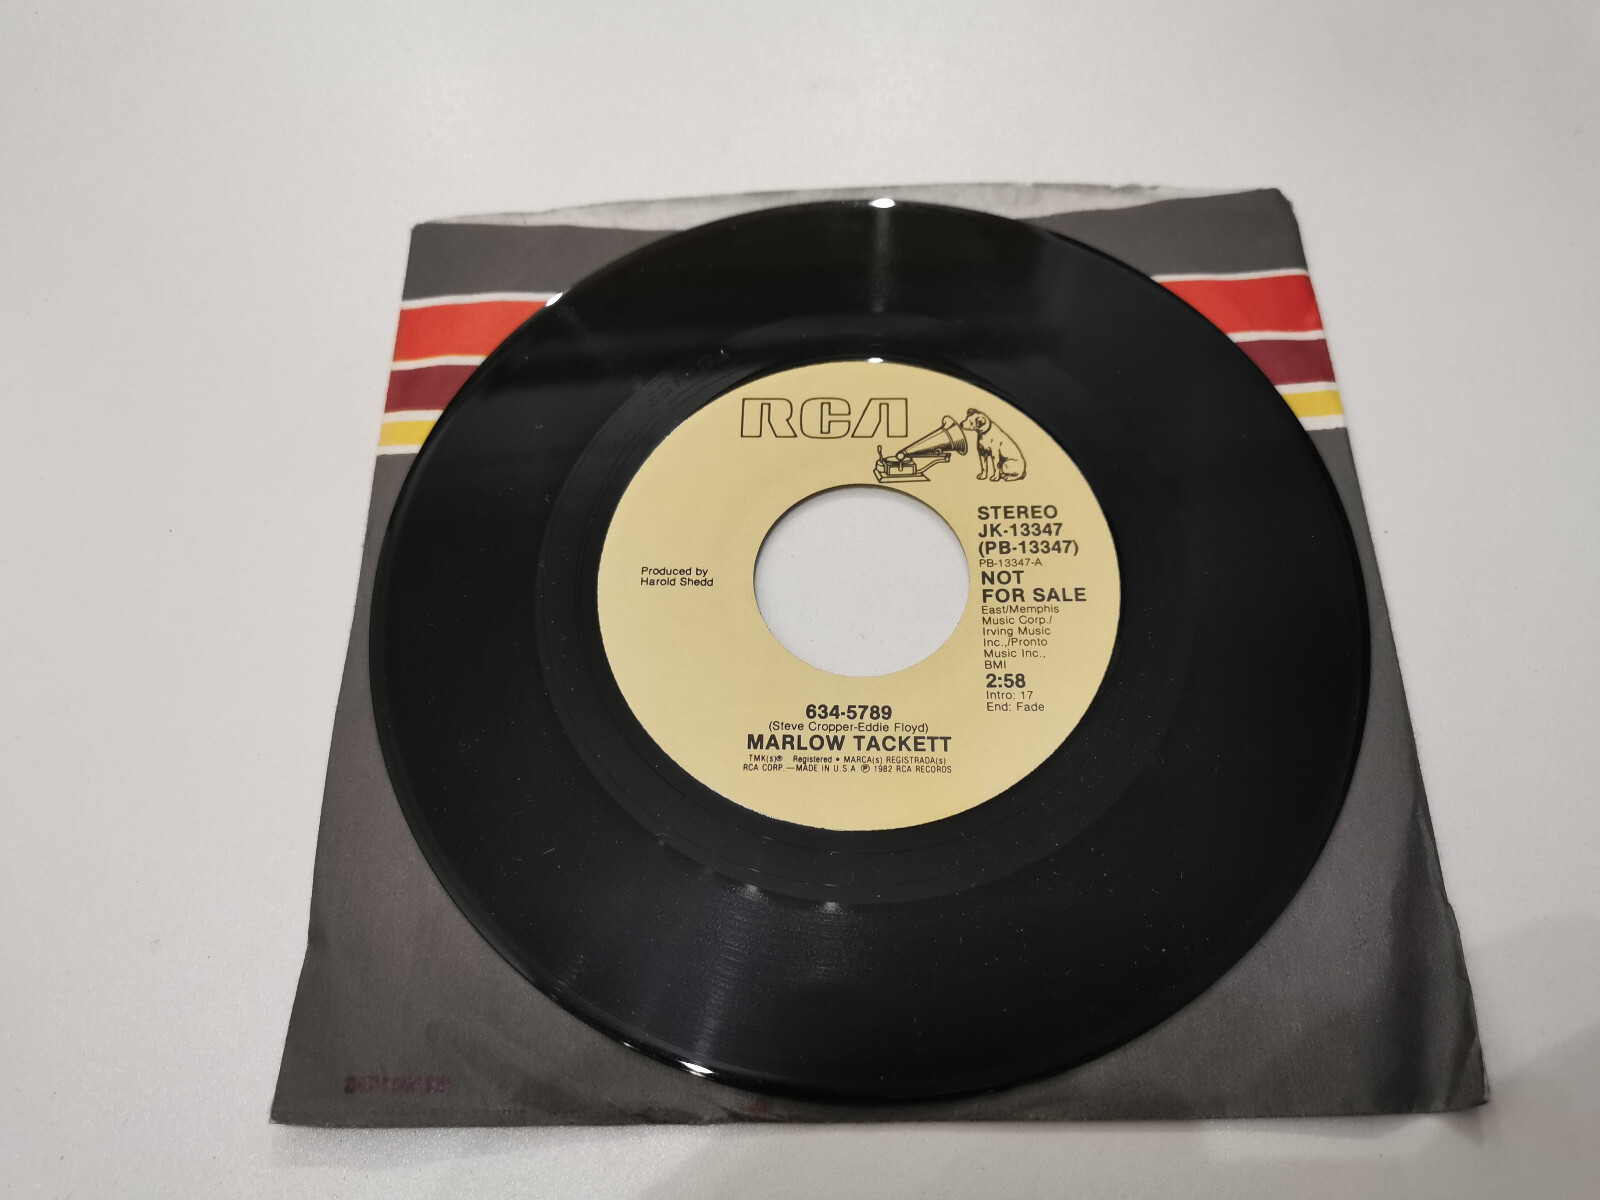 RCA
STEREO
JK-13347
(PB-13347)
PB-13347-A
NOT
FOR SALE
East/Memphis
Music Corp./
Irving Music
Inc.,/Pronto
Music Inc.,
BMI
2:58
Intro: 17
End: Fade
Produced by
Harold Shedd
634-5789
(Steve Cropper-Eddie Floyd)
MARLOW TACKETT
TMK(s)® Registered • MARCA(s) REGISTRADA(s)
RCA CORP.—MADE IN U.S.A. ℗ 1982 RCA RECORDS